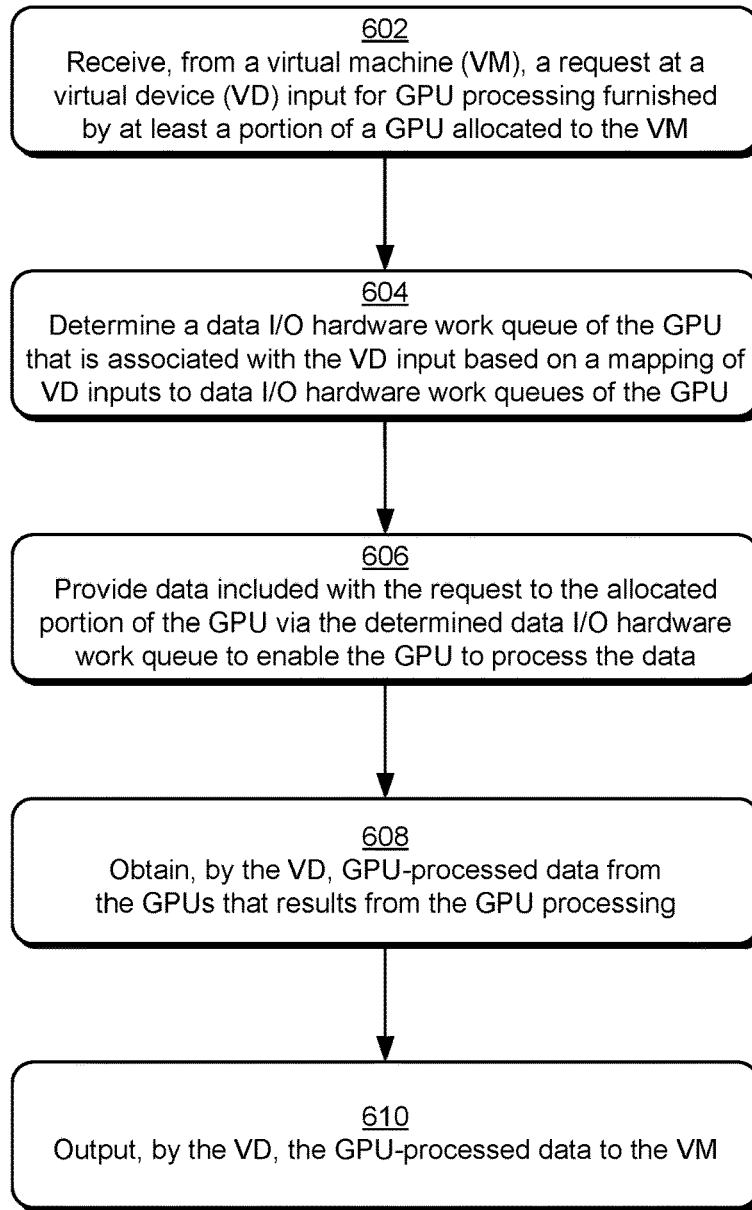 602
Receive, from a virtual machine (VM), a request at a
virtual device (VD) input for GPU processing furnished
by at least a portion of a GPU allocated to the VM
604
Determine a data I/O hardware work queue of the GPU
that is associated with the VD input based on a mapping of
VD inputs to data I/O hardware work queues of the GPU
606
Provide data included with the request to the allocated
portion of the GPU via the determined data I/O hardware
work queue to enable the GPU to process the data
608
Obtain, by the VD, GPU-processed data from
the GPUs that results from the GPU processing
610
Output, by the VD, the GPU-processed data to the VM